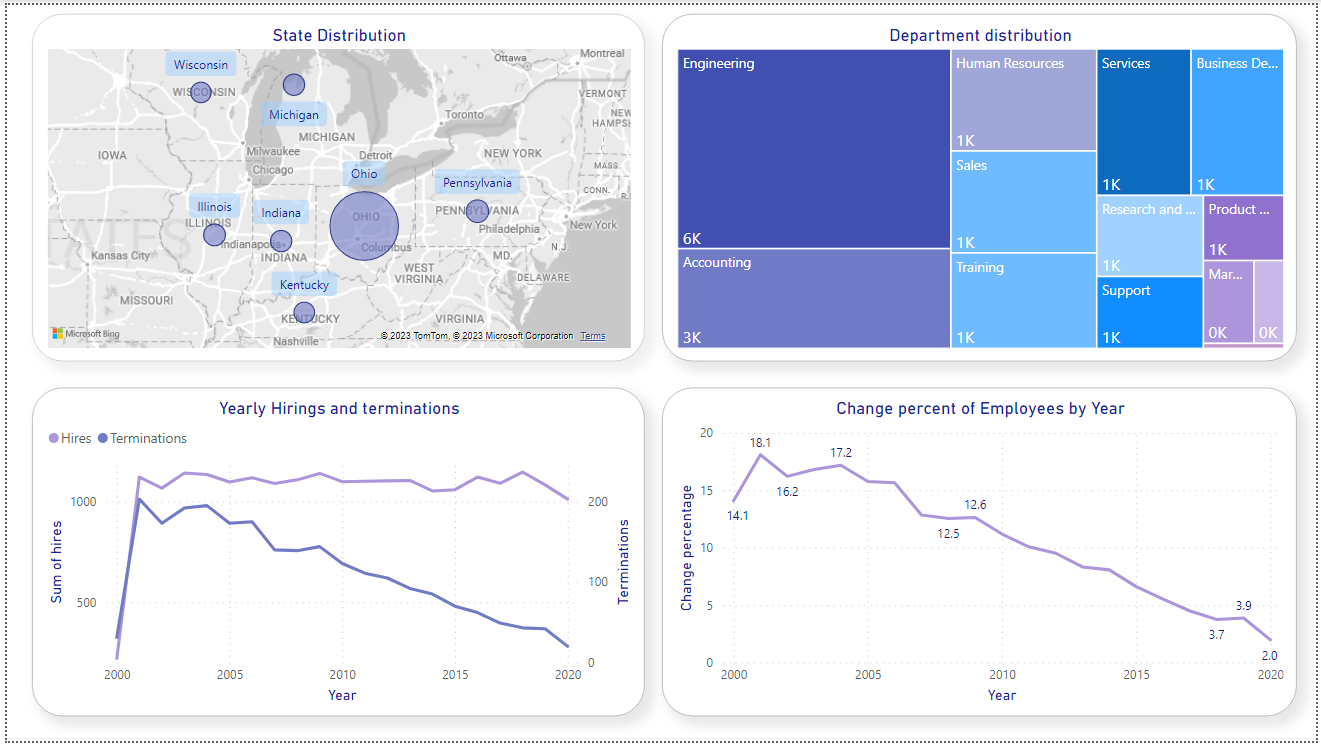 State Distribution
Wisconsin
WISCONSIN
Michigan
MICHIGAN
Ottawa
Montreal
VERMONT
NEW
HAMPS
Toronto
IOWA
Milwaukee
Chicago
Detroit
NEW YORK
MASS.
CONN.
R.
Ohio
OHIO
Columbus
Pennsylvania
PENNSYLVANIA
Philadelphia
New York
N.J.
Illinois
ILLINOIS
Indiana
Indianapolis
INDIANA
ATES
Kansas City
WEST
VIRGINIA
MD.
DELAWARE
MISSOURI
Kentucky
KENTUCKY
VIRGINIA
Nashville
Microsoft Bing
© 2023 TomTom, © 2023 Microsoft Corporation Terms
Department distribution
Engineering
6K
Accounting
3K
Human Resources
1K
Sales
1K
Training
1K
Services
1K
Business De...
1K
Research and ...
1K
Support
1K
Product ...
1K
Mar...
0K
0K
Yearly Hirings and terminations
Hires Terminations
Sum of hires
1000
500
200
100
0
Terminations
2000 2005 2010 2015 2020
Year
Change percent of Employees by Year
Change percentage
20
15
10
5
0
14.1
18.1
16.2
17.2
12.5
12.6
3.7
3.9
2.0
2000 2005 2010 2015 2020
Year